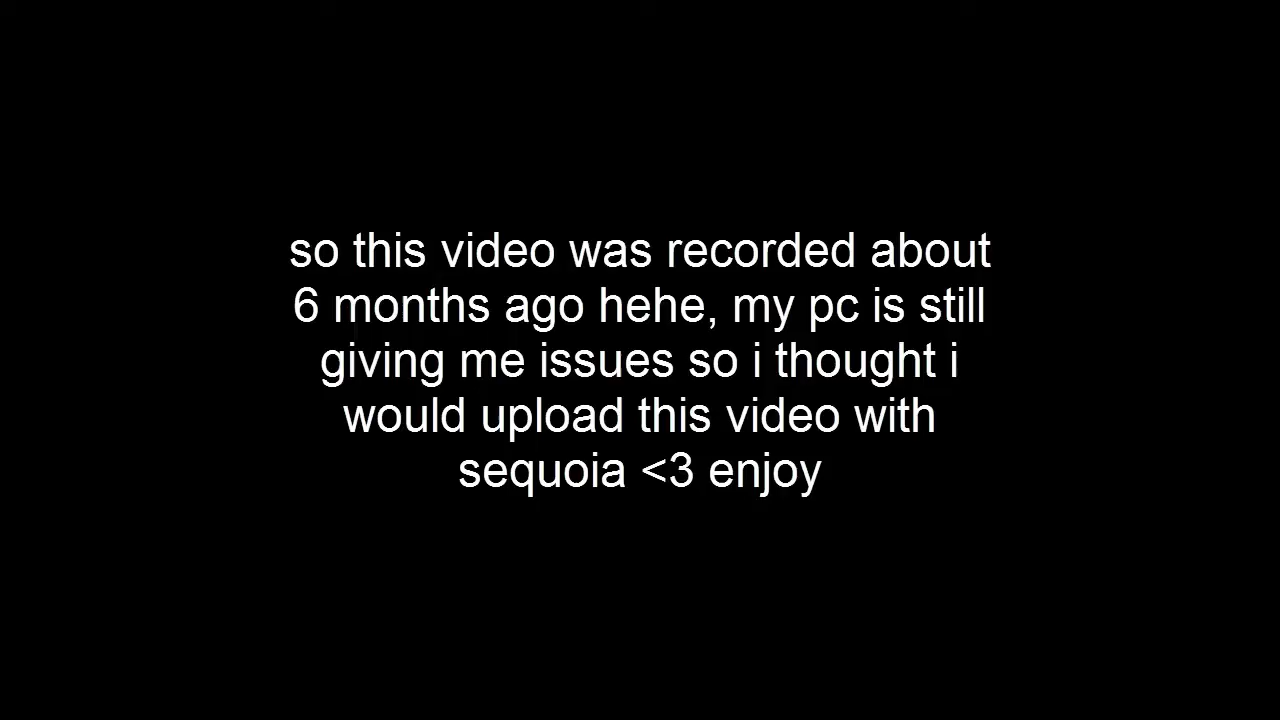 so this video was recorded about
6 months ago hehe, my pc is still
giving me issues so i thought i
would upload this video with
sequoia <3 enjoy